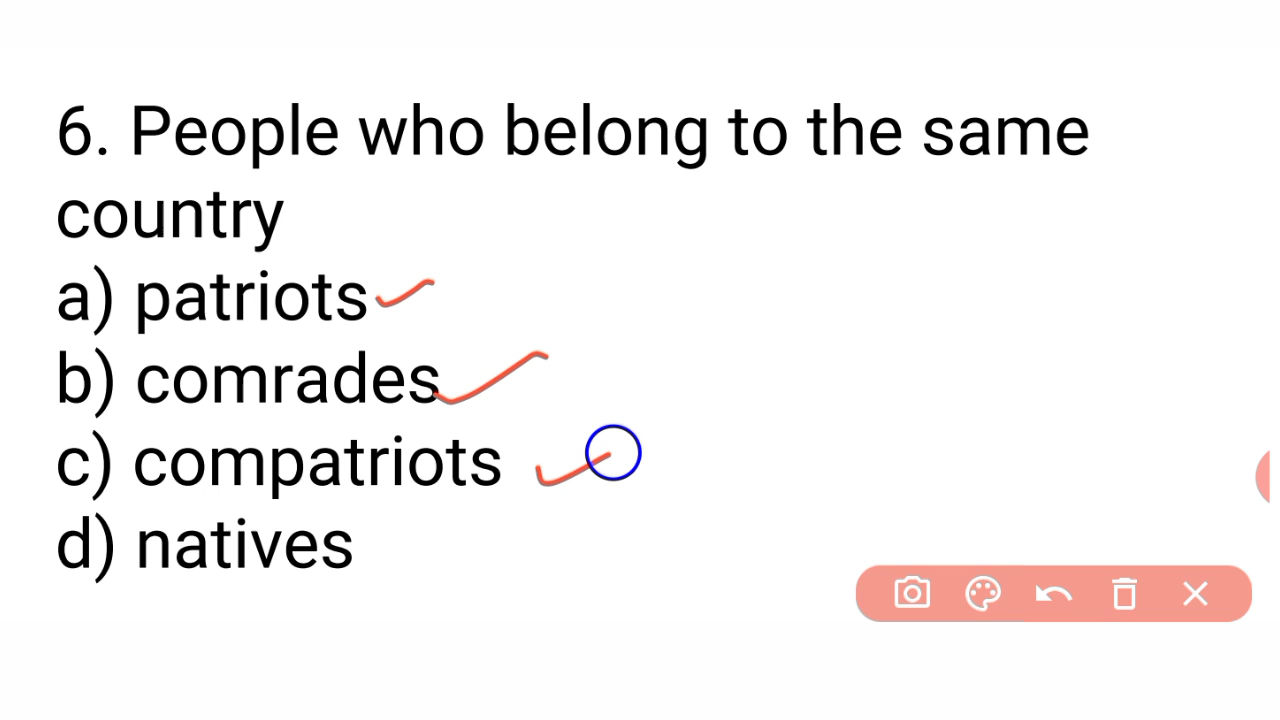 6. People who belong to the same
country
a) patriots
b) comrades
c) compatriots
d) natives